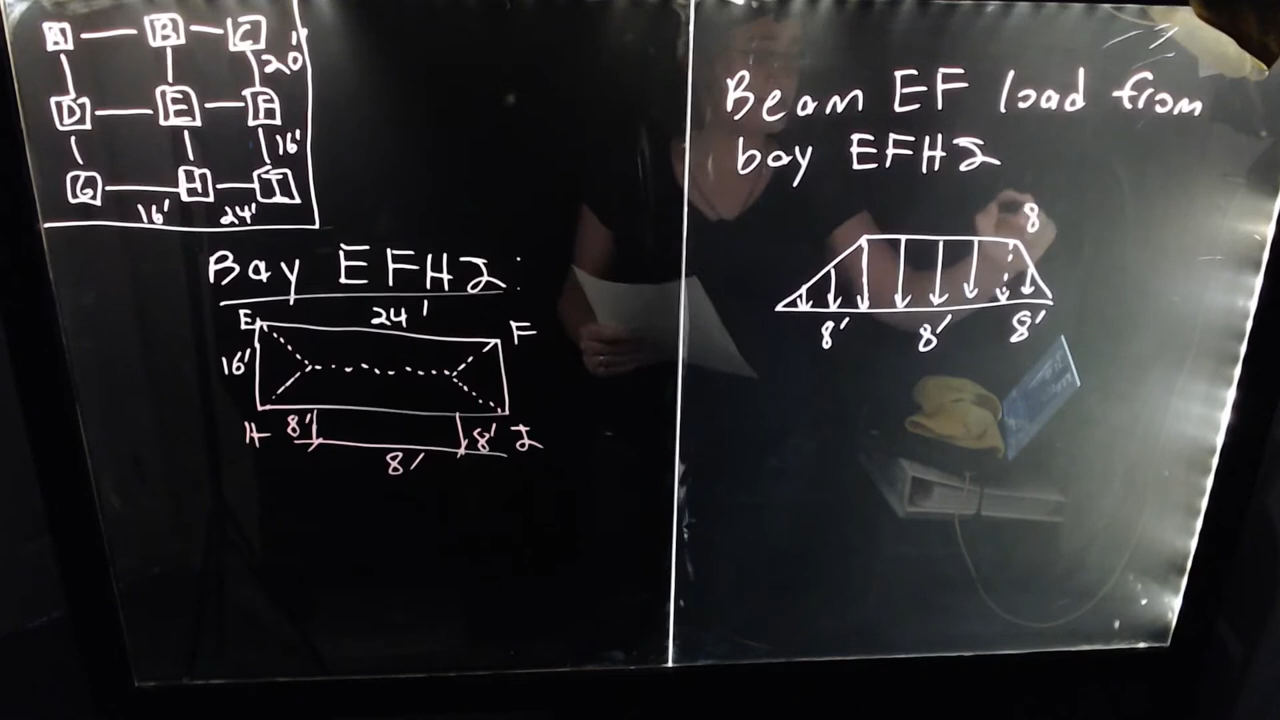 A B C
20'
D E F
16'
G H I
16' 24'
Bay EFHI:
24'
E F
16'
H 8' 8' I
8'
Beam EF load from
bay EFHI
8
8' 8' 8'